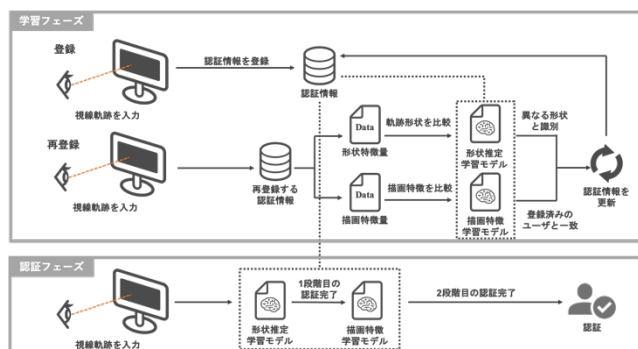 学習フェーズ
登録
視線軌跡を入力
認証情報を登録
認証情報
再登録
視線軌跡を入力
再登録する
認証情報
Data
形状特徴量
軌跡形状を比較
形状推定
学習モデル
異なる形状
と識別
Data
描画特徴量
描画特徴を比較
描画特徴
学習モデル
登録済みの
ユーザと一致
認証情報を
更新
認証フェーズ
視線軌跡を入力
形状推定
学習モデル
1段階目の
認証完了
描画特徴
学習モデル
2段階目の認証完了
認証